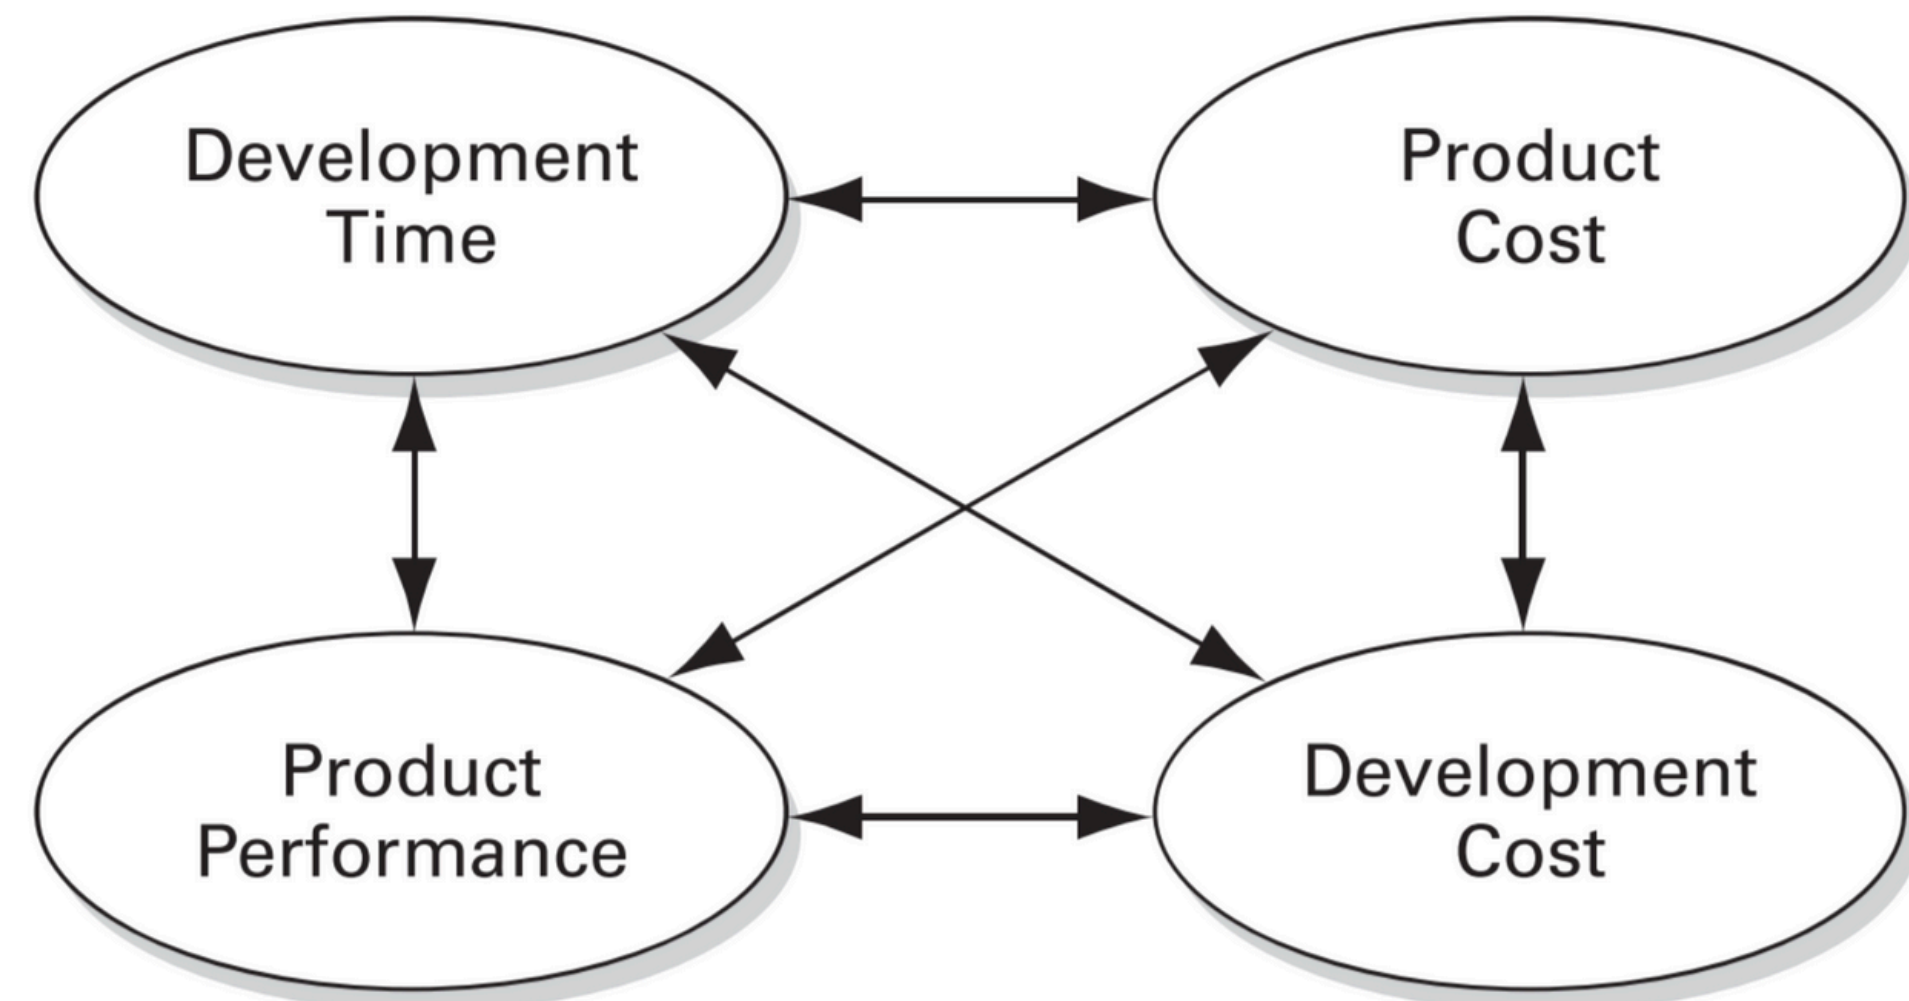 Development
Time
Product
Cost
Product
Performance
Development
Cost